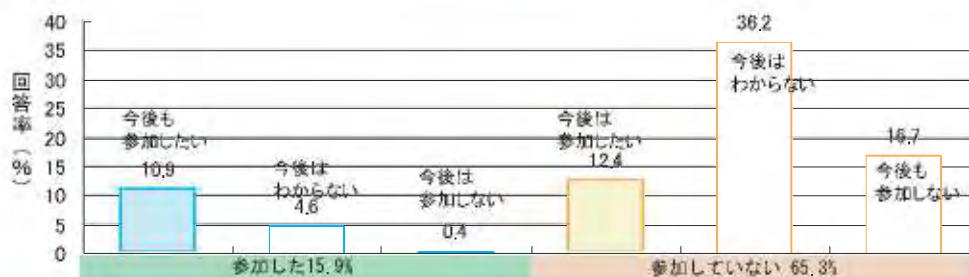 回答率(%)
40
35
30
25
20
15
10
5
0
今後も
参加したい
10.9
今後は
わからない
4.6
今後は
参加しない
0.4
今後は
参加したい
12.4
36.2
今後は
わからない
16.7
今後も
参加しない
参加した15.9%
参加していない 65.3%